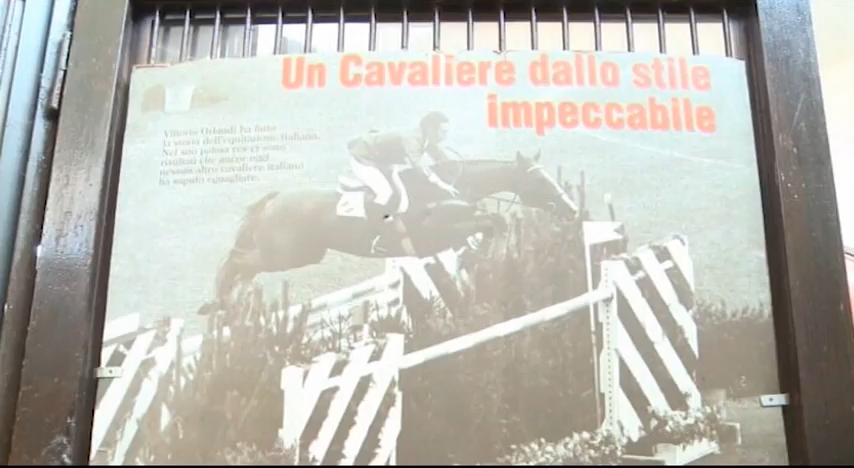 Un Cavaliere dallo stile
impeccabile
Vittorio Orlandi ha fatto
la storia dell'equitazione italiana.
Nel suo palmares ci sono
risultati che ancor oggi
nessun altro cavaliere italiano
ha saputo eguagliare.